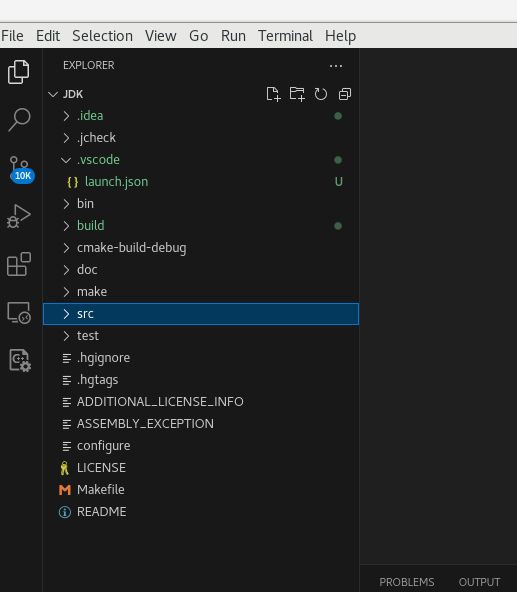 File Edit Selection View Go Run Terminal Help
EXPLORER
JDK
.idea
.jcheck
.vscode
launch.json U
10K
bin
build
cmake-build-debug
doc
make
src
test
.hgignore
.hgtags
ADDITIONAL_LICENSE_INFO
ASSEMBLY_EXCEPTION
configure
LICENSE
Makefile
README
PROBLEMS OUTPUT